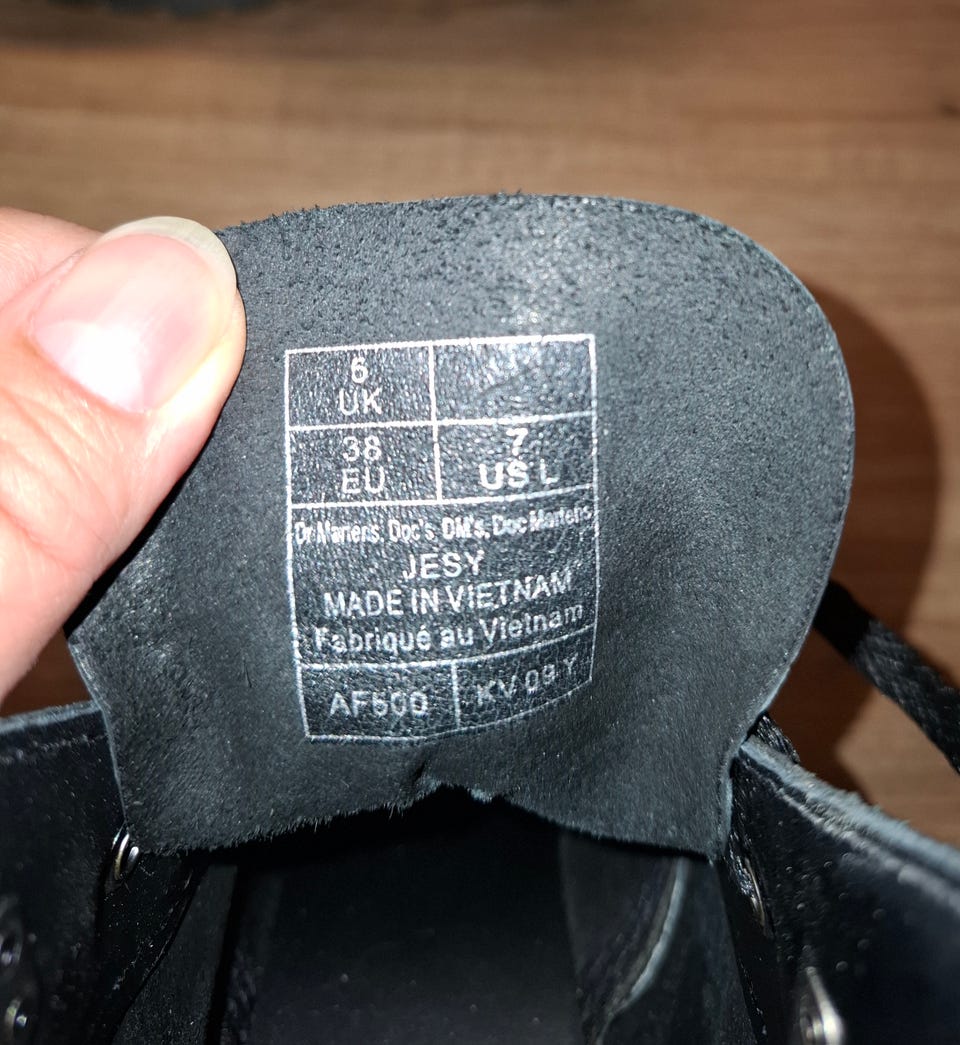 6
UK
38
EU
7
US L
Dr Martens, Doc's, DM's, Doc Martens
JESY
MADE IN VIETNAM
Fabriqué au Vietnam
AF500 KV 09 Y